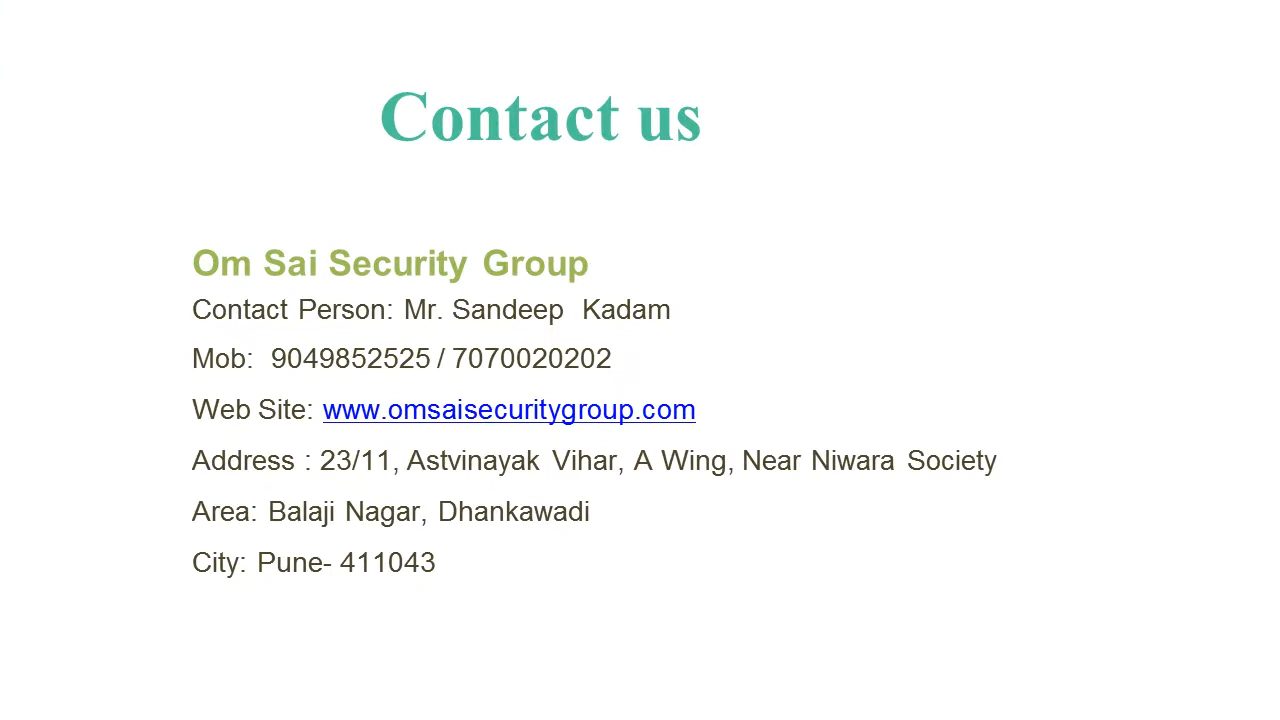 Contact us
Om Sai Security Group
Contact Person: Mr. Sandeep Kadam
Mob: 9049852525 / 7070020202
Web Site: www.omsaisecuritygroup.com
Address : 23/11, Astvinayak Vihar, A Wing, Near Niwara Society
Area: Balaji Nagar, Dhankawadi
City: Pune- 411043